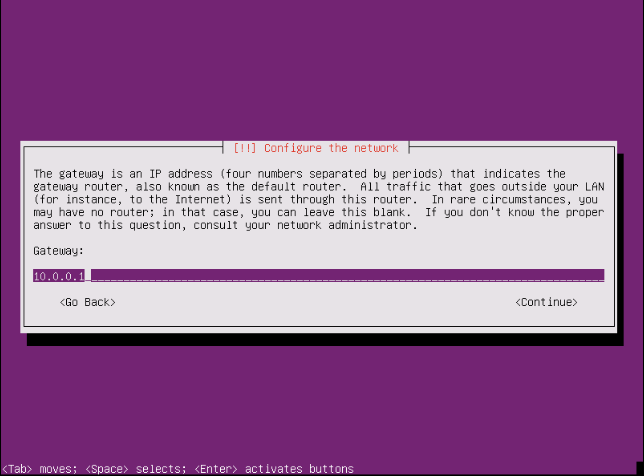 [!!] Configure the network
The gateway is an IP address (four numbers separated by periods) that indicates the
gateway router, also known as the default router.  All traffic that goes outside your LAN
(for instance, to the Internet) is sent through this router.  In rare circumstances, you
may have no router; in that case, you can leave this blank.  If you don't know the proper
answer to this question, consult your network administrator.
Gateway:
10.0.0.1
<Go Back> <Continue>
<Tab> moves; <Space> selects; <Enter> activates buttons